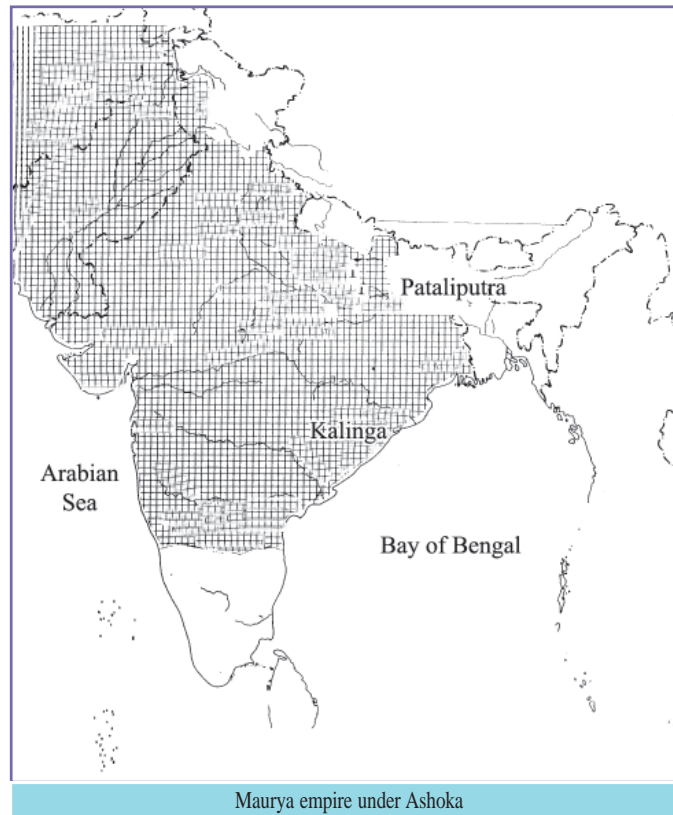 Pataliputra
Kalinga
Arabian
Sea
Bay of Bengal
Maurya empire under Ashoka